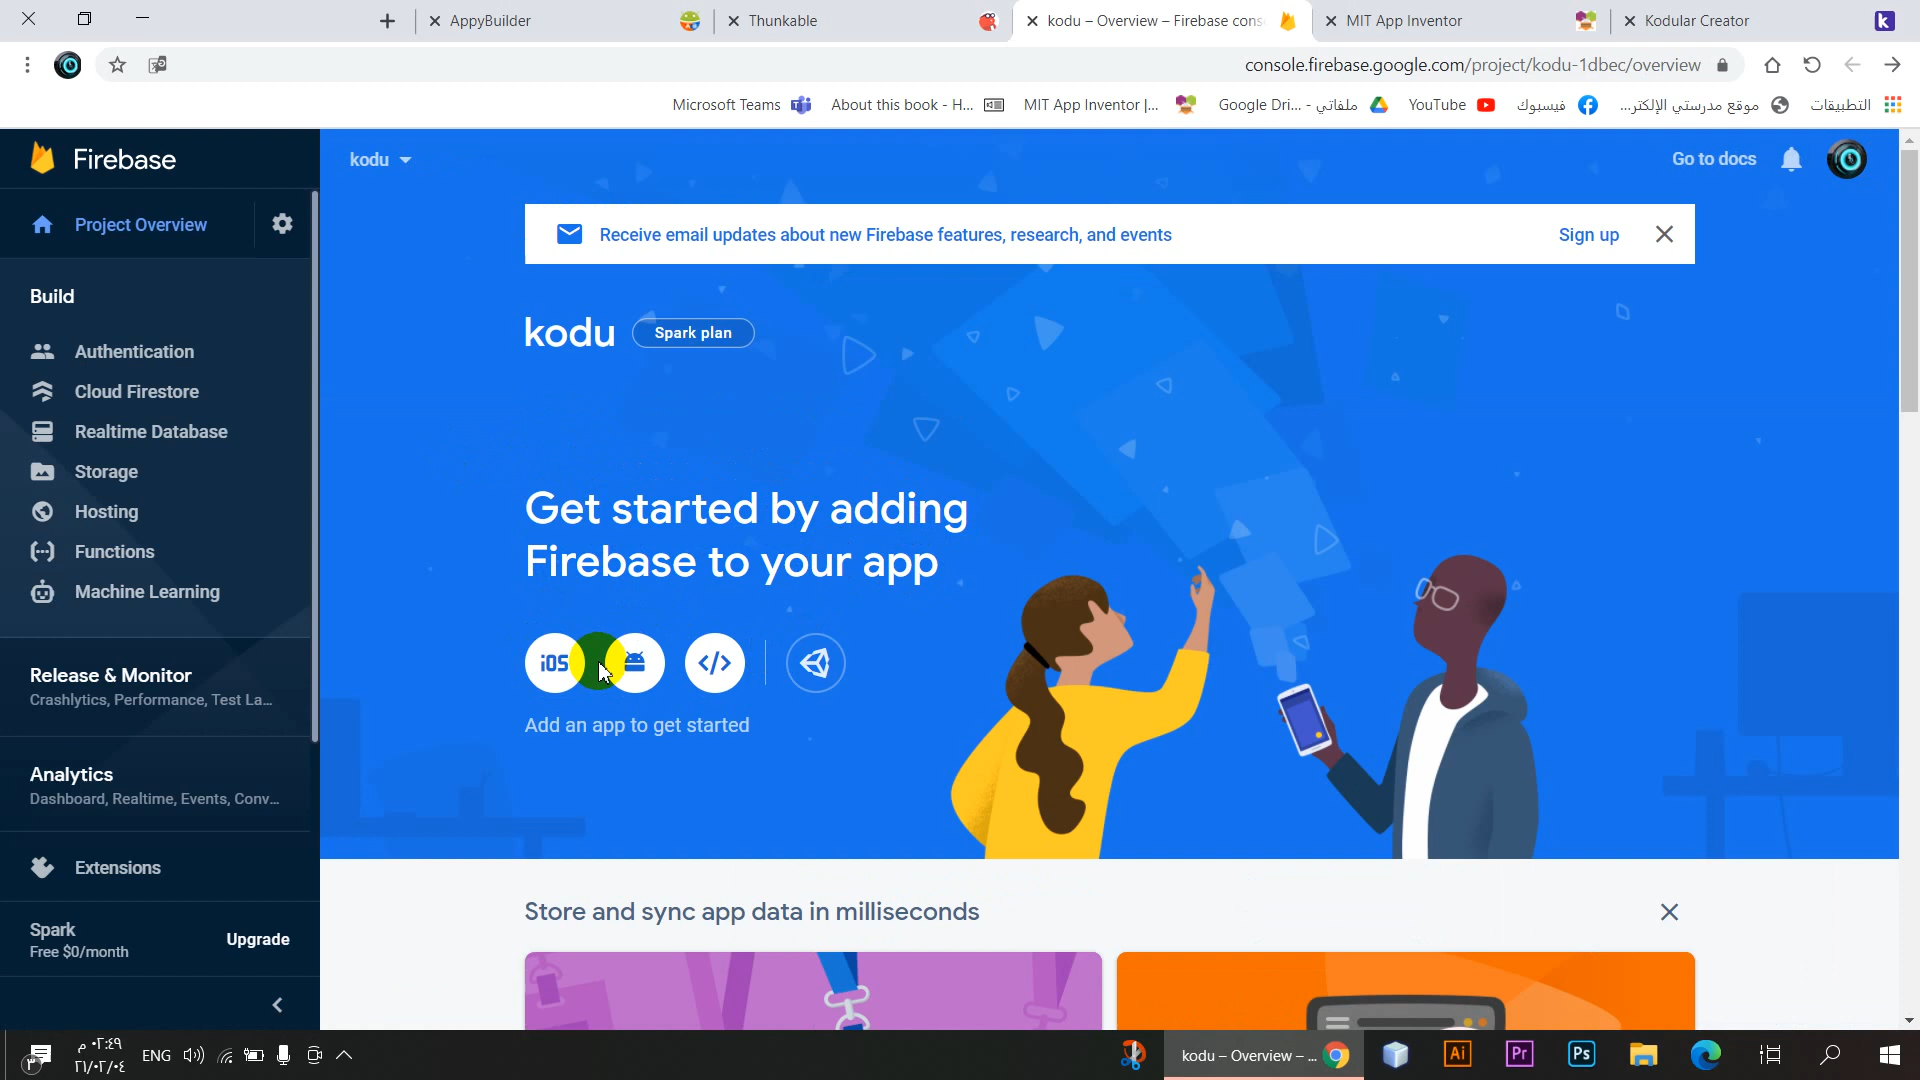 AppyBuilder
Thunkable
kodu – Overview – Firebase cons
MIT App Inventor
Kodular Creator
console.firebase.google.com/project/kodu-1dbec/overview
Microsoft Teams
About this book - H...
MIT App Inventor |...
Google Dri... - ملفاتي
YouTube
فيسبوك
موقع مدرستي الإلكتر...
التطبيقات
Firebase
kodu
Go to docs
Project Overview
Receive email updates about new Firebase features, research, and events
Sign up
Build
kodu
Spark plan
Authentication
Cloud Firestore
Realtime Database
Storage
Hosting
Functions
Machine Learning
Get started by adding
Firebase to your app
iOS
Add an app to get started
Release & Monitor
Crashlytics, Performance, Test La...
Analytics
Dashboard, Realtime, Events, Conv...
Extensions
Store and sync app data in milliseconds
Spark
Free $0/month
Upgrade
٠٢:٤٩ م
٢١/٠٢/٠٤
ENG
kodu – Overview – ...
Ai
Pr
Ps